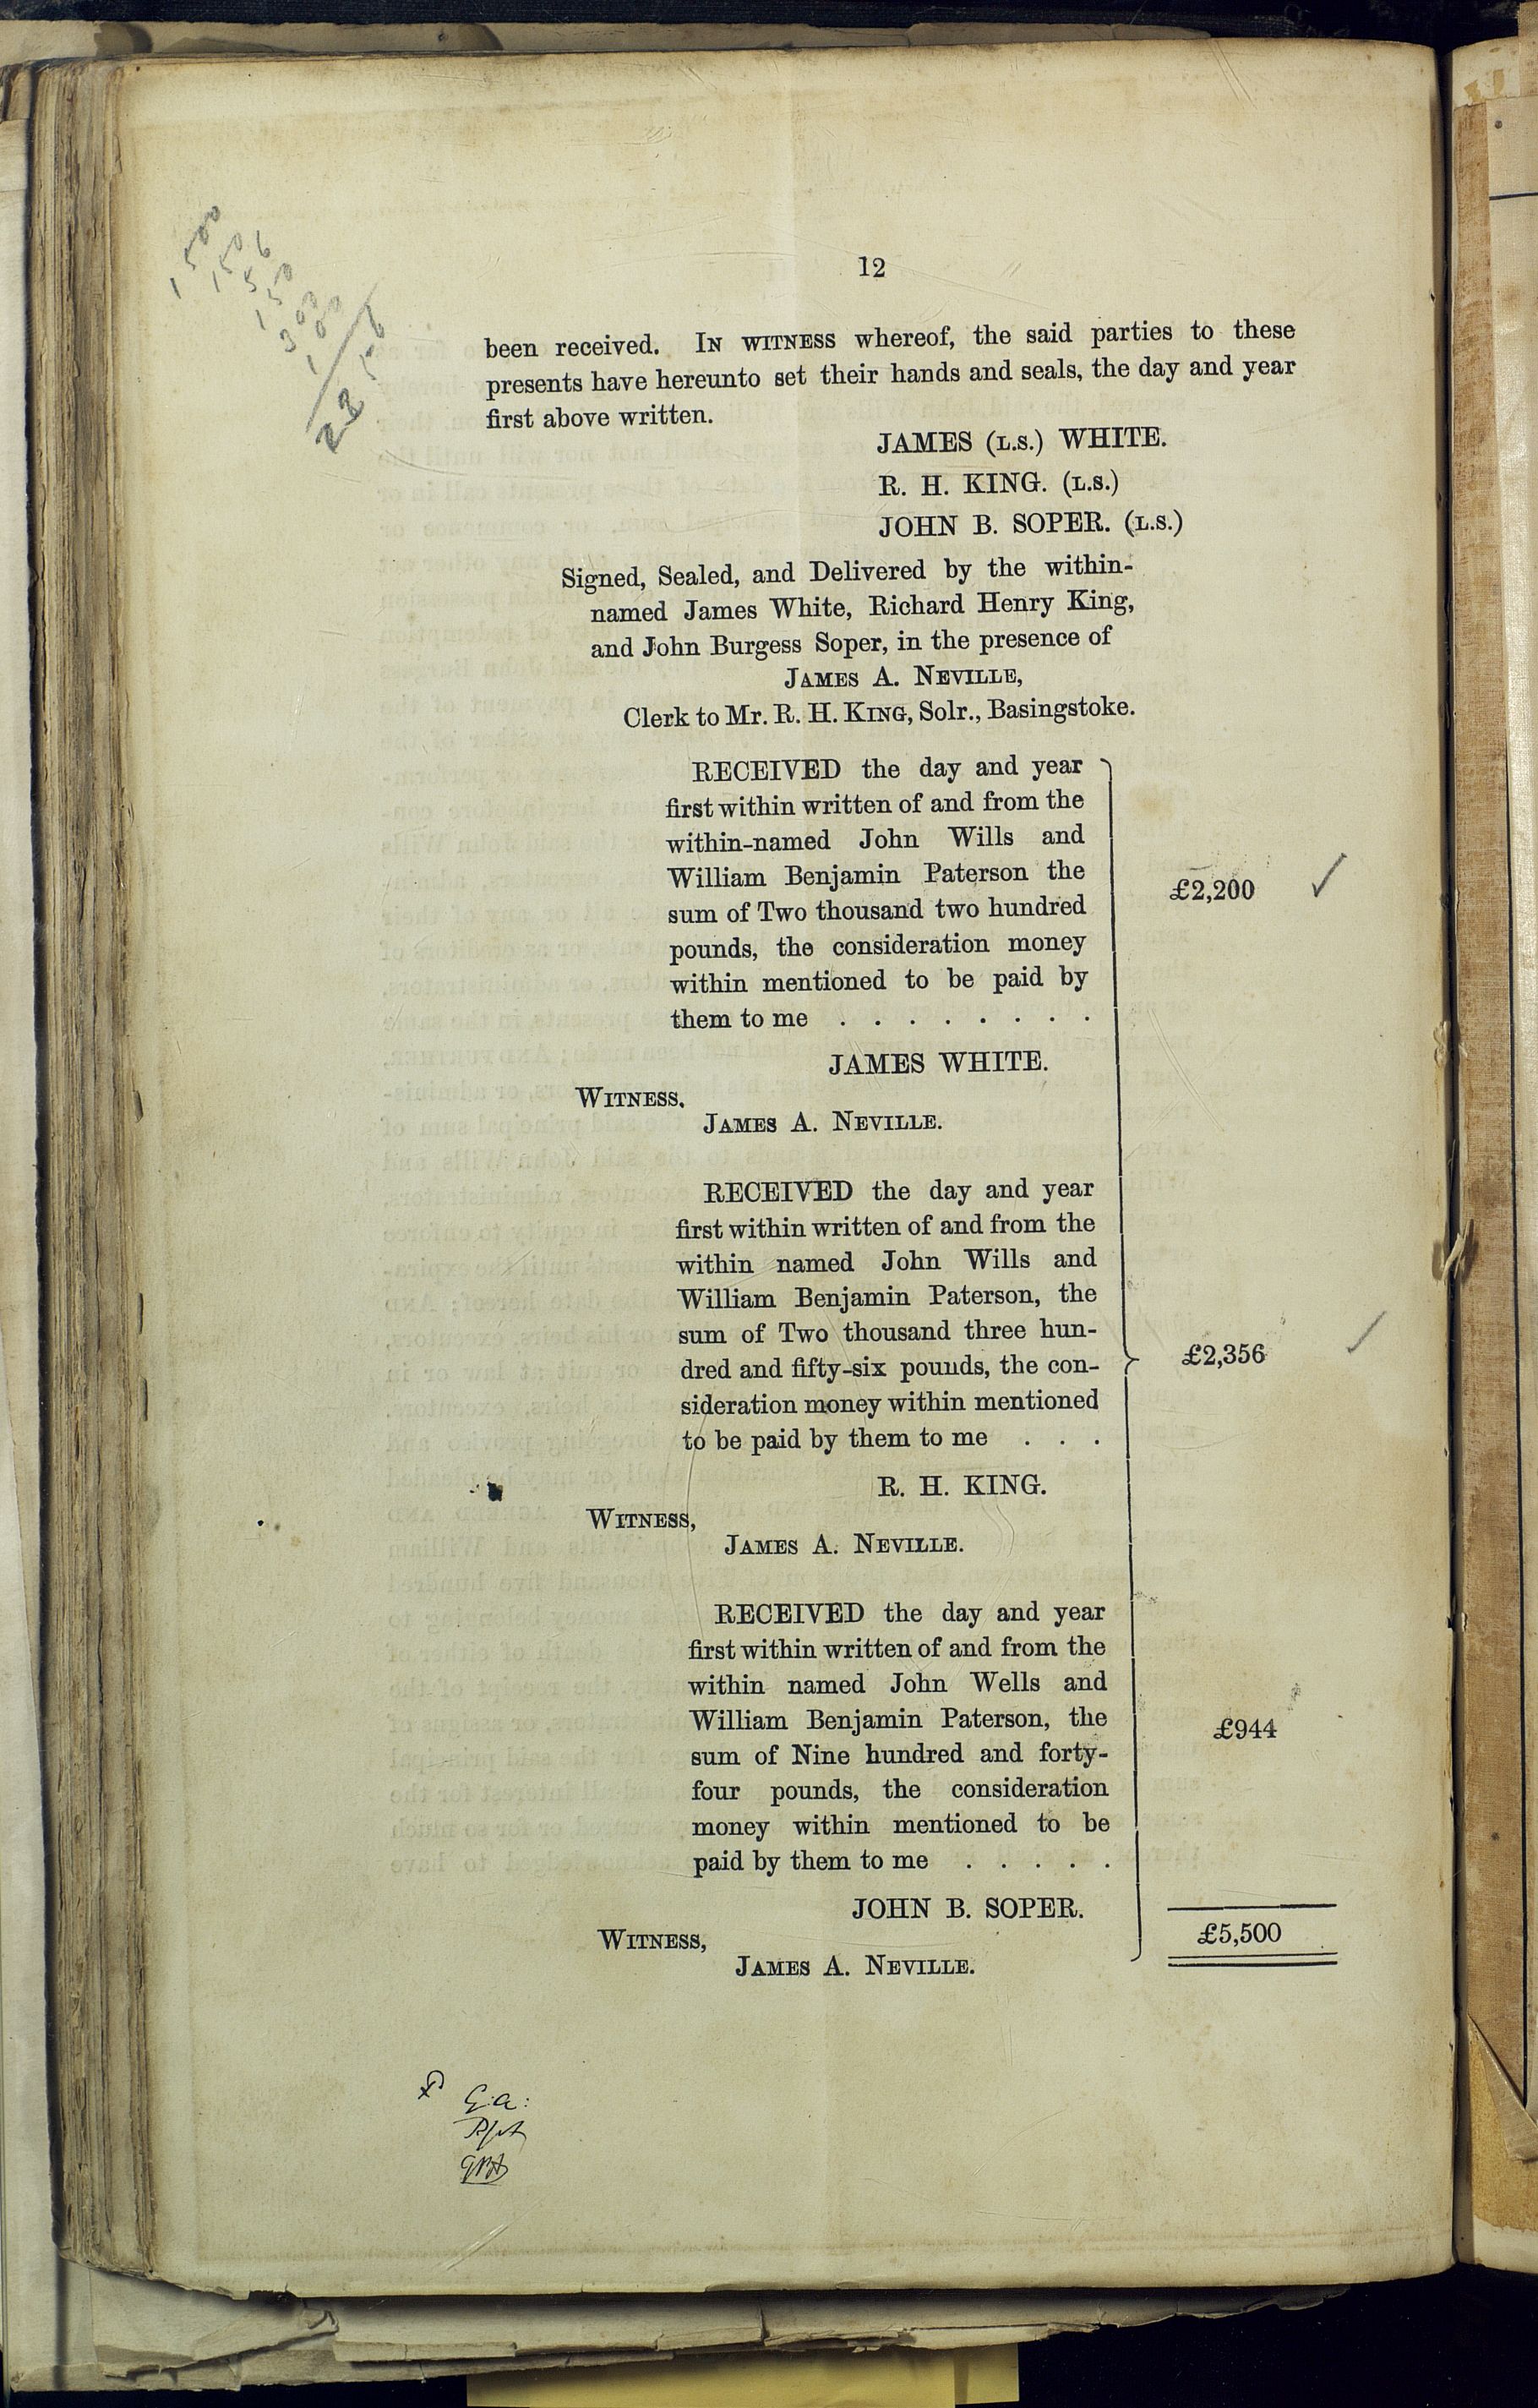 1500
150
56
150
300
100
2256
12
been received. IN WITNESS whereof, the said parties to these
presents have hereunto set their hands and seals, the day and year
first above written.
JAMES (L.S.) WHITE.
R. H. KING. (L.S.)
JOHN B. SOPER. (L.S.)
Signed, Sealed, and Delivered by the within-
named James White, Richard Henry King,
and John Burgess Soper, in the presence of
JAMES A. NEVILLE,
Clerk to Mr. R. H. KING, Solr., Basingstoke.
RECEIVED the day and year
first within written of and from the
within-named John Wills and
William Benjamin Paterson the
sum of Two thousand two hundred
pounds, the consideration money
within mentioned to be paid by
them to me . . . . . . . .
£2,200 ✓
JAMES WHITE.
WITNESS,
JAMES A. NEVILLE.
RECEIVED the day and year
first within written of and from the
within named John Wills and
William Benjamin Paterson, the
sum of Two thousand three hun-
dred and fifty-six pounds, the con-
sideration money within mentioned
to be paid by them to me . . .
£2,356 ✓
R. H. KING.
WITNESS,
JAMES A. NEVILLE.
RECEIVED the day and year
first within written of and from the
within named John Wells and
William Benjamin Paterson, the
sum of Nine hundred and forty-
four pounds, the consideration
money within mentioned to be
paid by them to me . . . . .
£944
JOHN B. SOPER.
WITNESS,
JAMES A. NEVILLE.
£5,500
G.a: